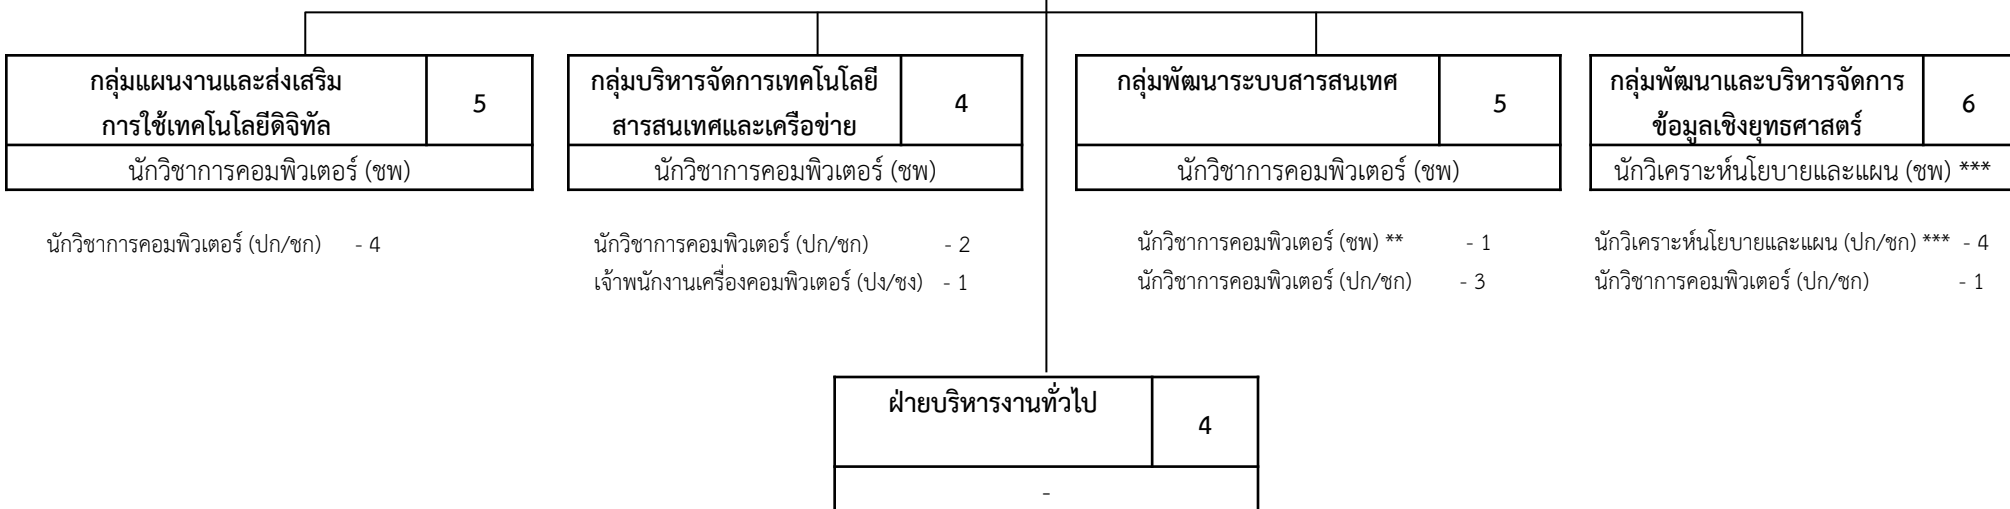 กลุ่มแผนงานและส่งเสริม
การใช้เทคโนโลยีดิจิทัล
5
นักวิชาการคอมพิวเตอร์ (ชพ)
นักวิชาการคอมพิวเตอร์ (ปก/ชก) - 4
กลุ่มบริหารจัดการเทคโนโลยี
สารสนเทศและเครือข่าย
4
นักวิชาการคอมพิวเตอร์ (ชพ)
นักวิชาการคอมพิวเตอร์ (ปก/ชก) - 2
เจ้าพนักงานเครื่องคอมพิวเตอร์ (ปง/ชง) - 1
กลุ่มพัฒนาระบบสารสนเทศ
5
นักวิชาการคอมพิวเตอร์ (ชพ)
นักวิชาการคอมพิวเตอร์ (ชพ) ** - 1
นักวิชาการคอมพิวเตอร์ (ปก/ชก) - 3
กลุ่มพัฒนาและบริหารจัดการ
ข้อมูลเชิงยุทธศาสตร์
6
นักวิเคราะห์นโยบายและแผน (ชพ) ***
นักวิเคราะห์นโยบายและแผน (ปก/ชก) *** - 4
นักวิชาการคอมพิวเตอร์ (ปก/ชก) - 1
ฝ่ายบริหารงานทั่วไป
4
-